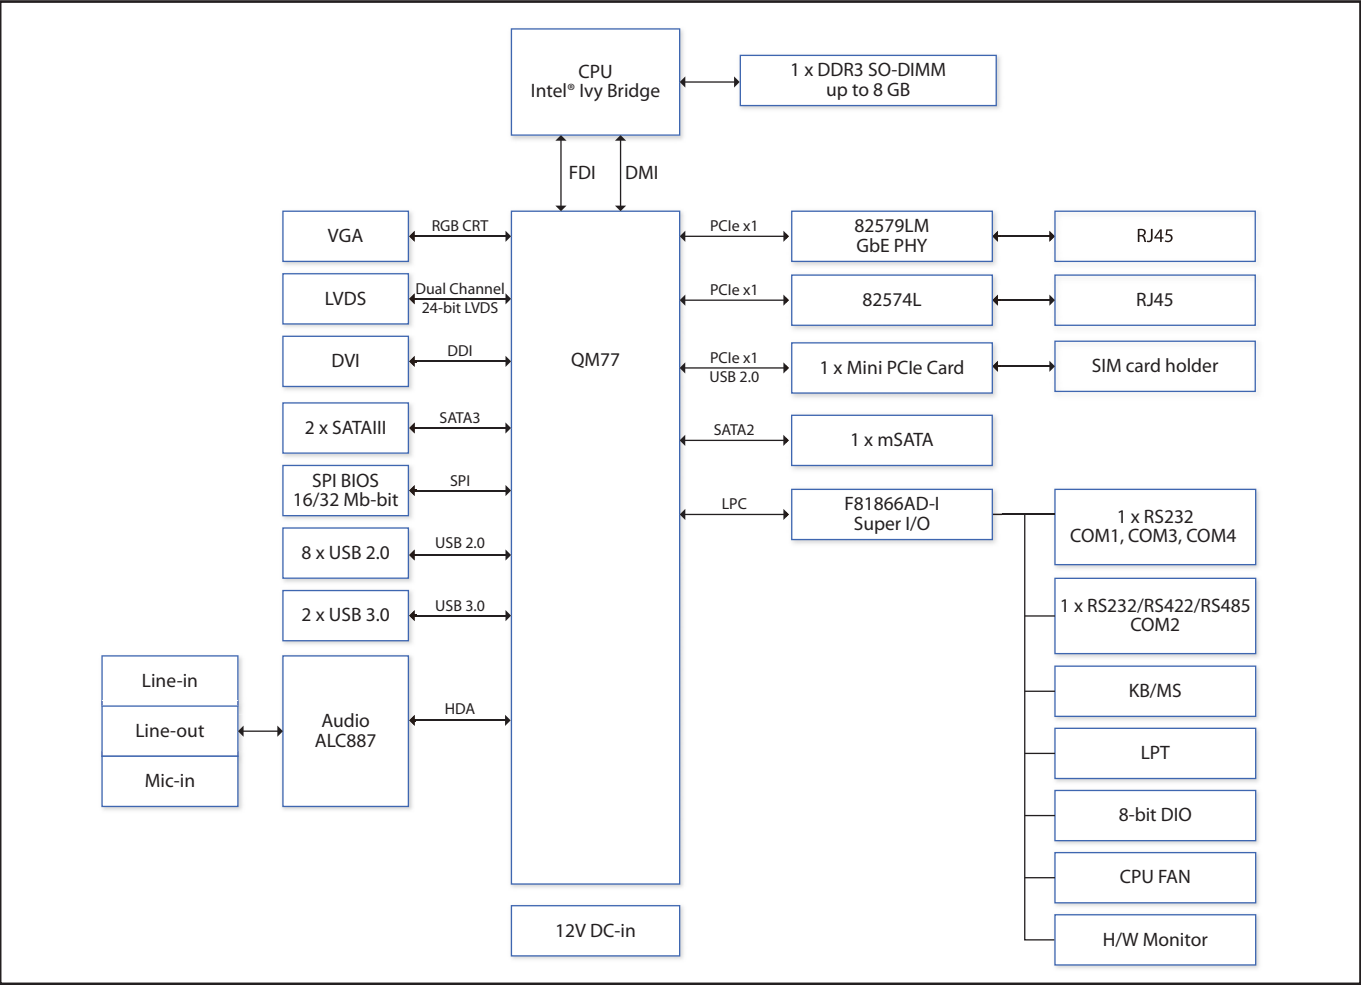 CPU
Intel® Ivy Bridge
1 x DDR3 SO-DIMM
up to 8 GB
FDI
DMI
VGA
RGB CRT
PCIe x1
82579LM
GbE PHY
RJ45
LVDS
Dual Channel
24-bit LVDS
PCIe x1
82574L
RJ45
DVI
DDI
QM77
PCIe x1
USB 2.0
1 x Mini PCIe Card
SIM card holder
2 x SATAIII
SATA3
SATA2
1 x mSATA
SPI BIOS
16/32 Mb-bit
SPI
LPC
F81866AD-I
Super I/O
1 x RS232
COM1, COM3, COM4
8 x USB 2.0
USB 2.0
2 x USB 3.0
USB 3.0
1 x RS232/RS422/RS485
COM2
Line-in
Line-out
Mic-in
Audio
ALC887
HDA
KB/MS
LPT
8-bit DIO
CPU FAN
H/W Monitor
12V DC-in